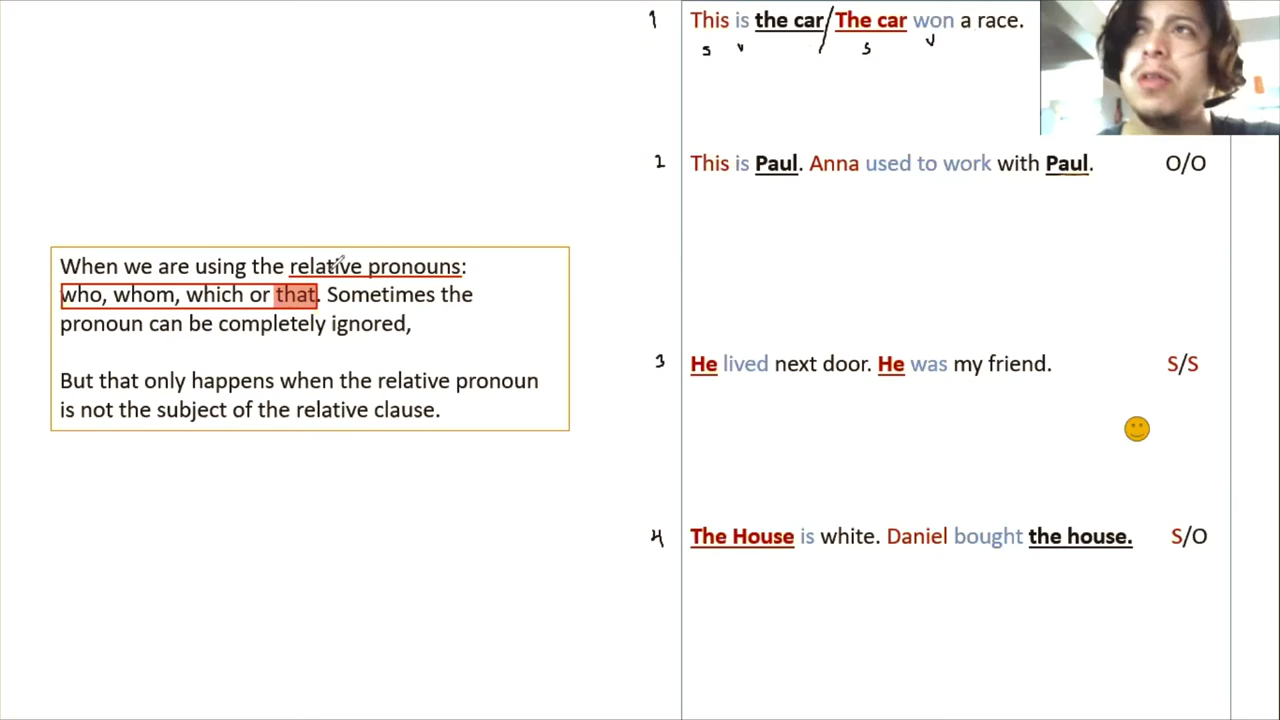 When we are using the relative pronouns:
who, whom, which or that. Sometimes the
pronoun can be completely ignored,
But that only happens when the relative pronoun
is not the subject of the relative clause.
1 This is the car/The car won a race.
s v s v
2 This is Paul. Anna used to work with Paul. O/O
3 He lived next door. He was my friend. S/S
4 The House is white. Daniel bought the house. S/O